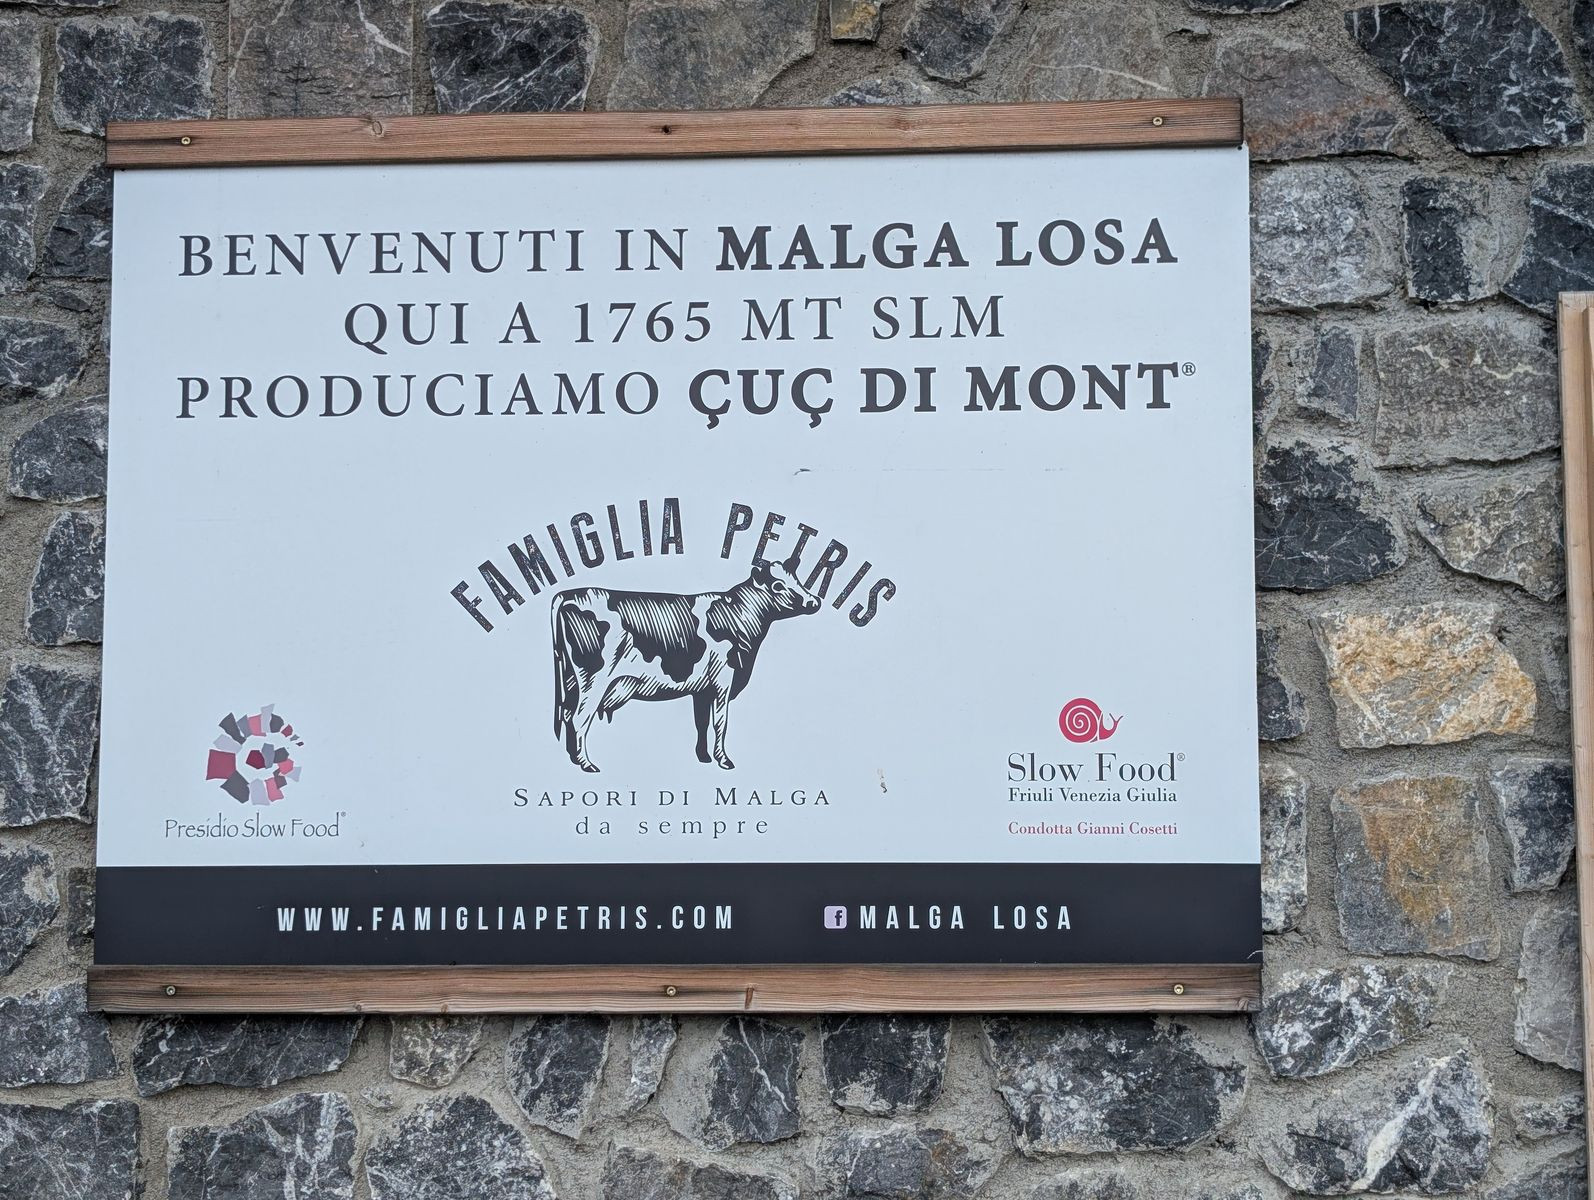 BENVENUTI IN MALGA LOSA
QUI A 1765 MT SLM
PRODUCIAMO ÇUÇ DI MONT®
FAMIGLIA PETRIS
SAPORI DI MALGA
da sempre
Presidio Slow Food®
Slow Food®
Friuli Venezia Giulia
Condotta Gianni Cosetti
WWW.FAMIGLIAPETRIS.COM
f MALGA LOSA